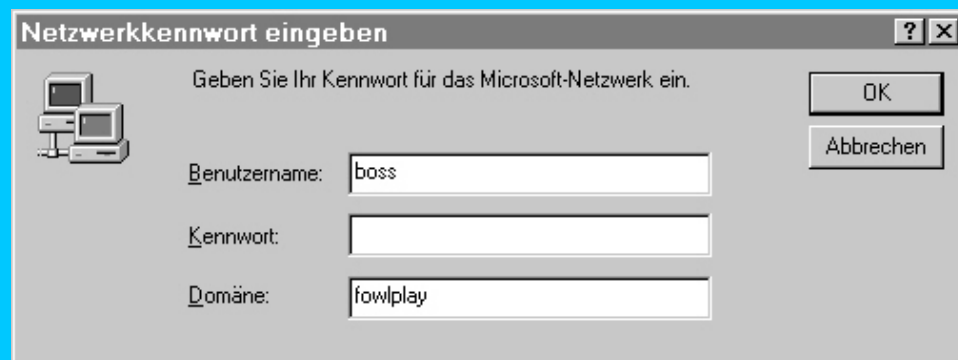 Netzwerkkennwort eingeben
Geben Sie Ihr Kennwort für das Microsoft-Netzwerk ein.
OK
Abbrechen
Benutzername: boss
Kennwort:
Domäne: fowlplay